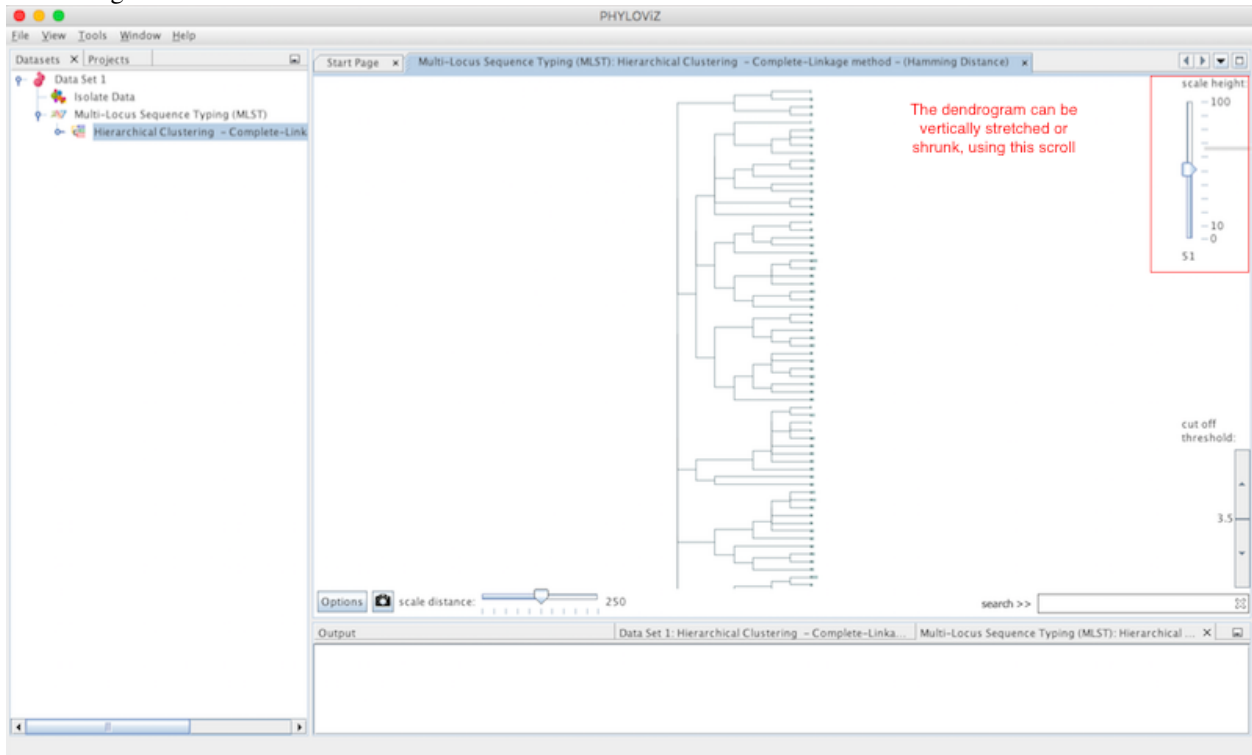 PHYLOViZ
File View Tools Window Help
Datasets Projects
Start Page Multi-Locus Sequence Typing (MLST): Hierarchical Clustering - Complete-Linkage method - (Hamming Distance)
Data Set 1
Isolate Data
Multi-Locus Sequence Typing (MLST)
Hierarchical Clustering - Complete-Link
The dendrogram can be
vertically stretched or
shrunk, using this scroll
scale height:
100
10
0
51
cut off
threshold:
3.5
Options scale distance: 250
search >>
Output Data Set 1: Hierarchical Clustering - Complete-Linka... Multi-Locus Sequence Typing (MLST): Hierarchical ...